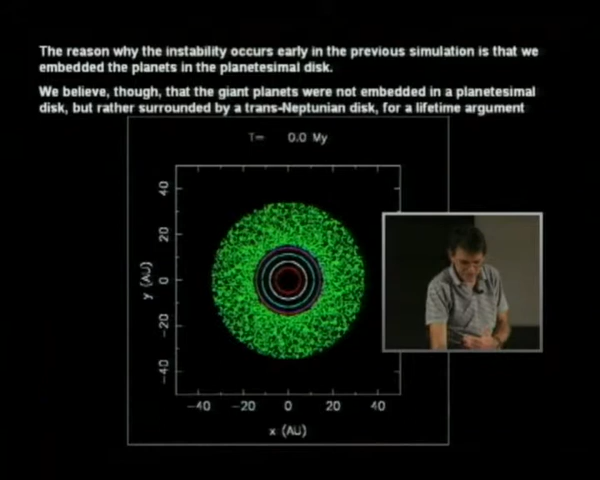 The reason why the instability occurs early in the previous simulation is that we
embedded the planets in the planetesimal disk.
We believe, though, that the giant planets were not embedded in a planetesimal
disk, but rather surrounded by a trans-Neptunian disk, for a lifetime argument
T= 0.0 My
40
20
0
-20
-40
y (AU)
-40 -20 0 20 40
x (AU)